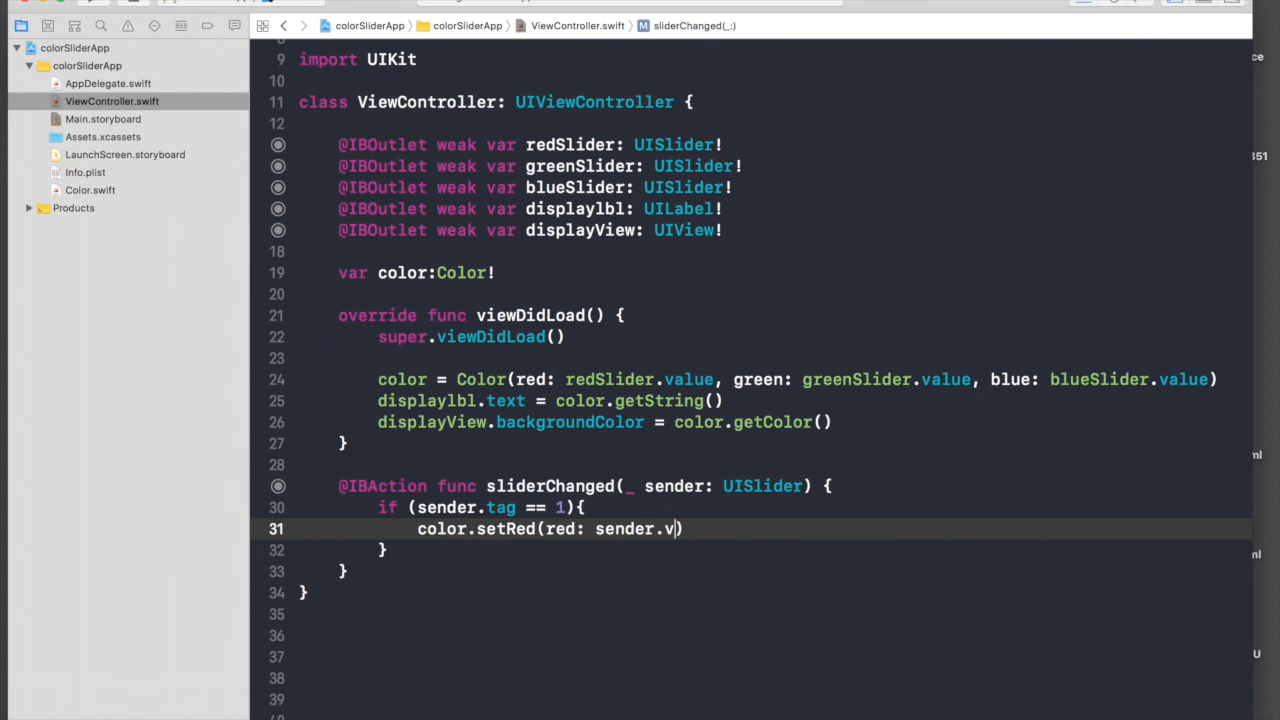 colorSliderApp
colorSliderApp
AppDelegate.swift
ViewController.swift
Main.storyboard
Assets.xcassets
LaunchScreen.storyboard
Info.plist
Color.swift
Products
colorSliderApp 〉 colorSliderApp 〉 ViewController.swift 〉 M sliderChanged(_:)
9 import UIKit
10
11 class ViewController: UIViewController {
12
@IBOutlet weak var redSlider: UISlider!
@IBOutlet weak var greenSlider: UISlider!
@IBOutlet weak var blueSlider: UISlider!
@IBOutlet weak var displaylbl: UILabel!
@IBOutlet weak var displayView: UIView!
18
19 var color:Color!
20
21 override func viewDidLoad() {
22 super.viewDidLoad()
23
24 color = Color(red: redSlider.value, green: greenSlider.value, blue: blueSlider.value)
25 displaylbl.text = color.getString()
26 displayView.backgroundColor = color.getColor()
27 }
28
@IBAction func sliderChanged(_ sender: UISlider) {
30 if (sender.tag == 1){
31 color.setRed(red: sender.v)
32 }
33 }
34 }
35
36
37
38
39
ce
351
ml
ml
U